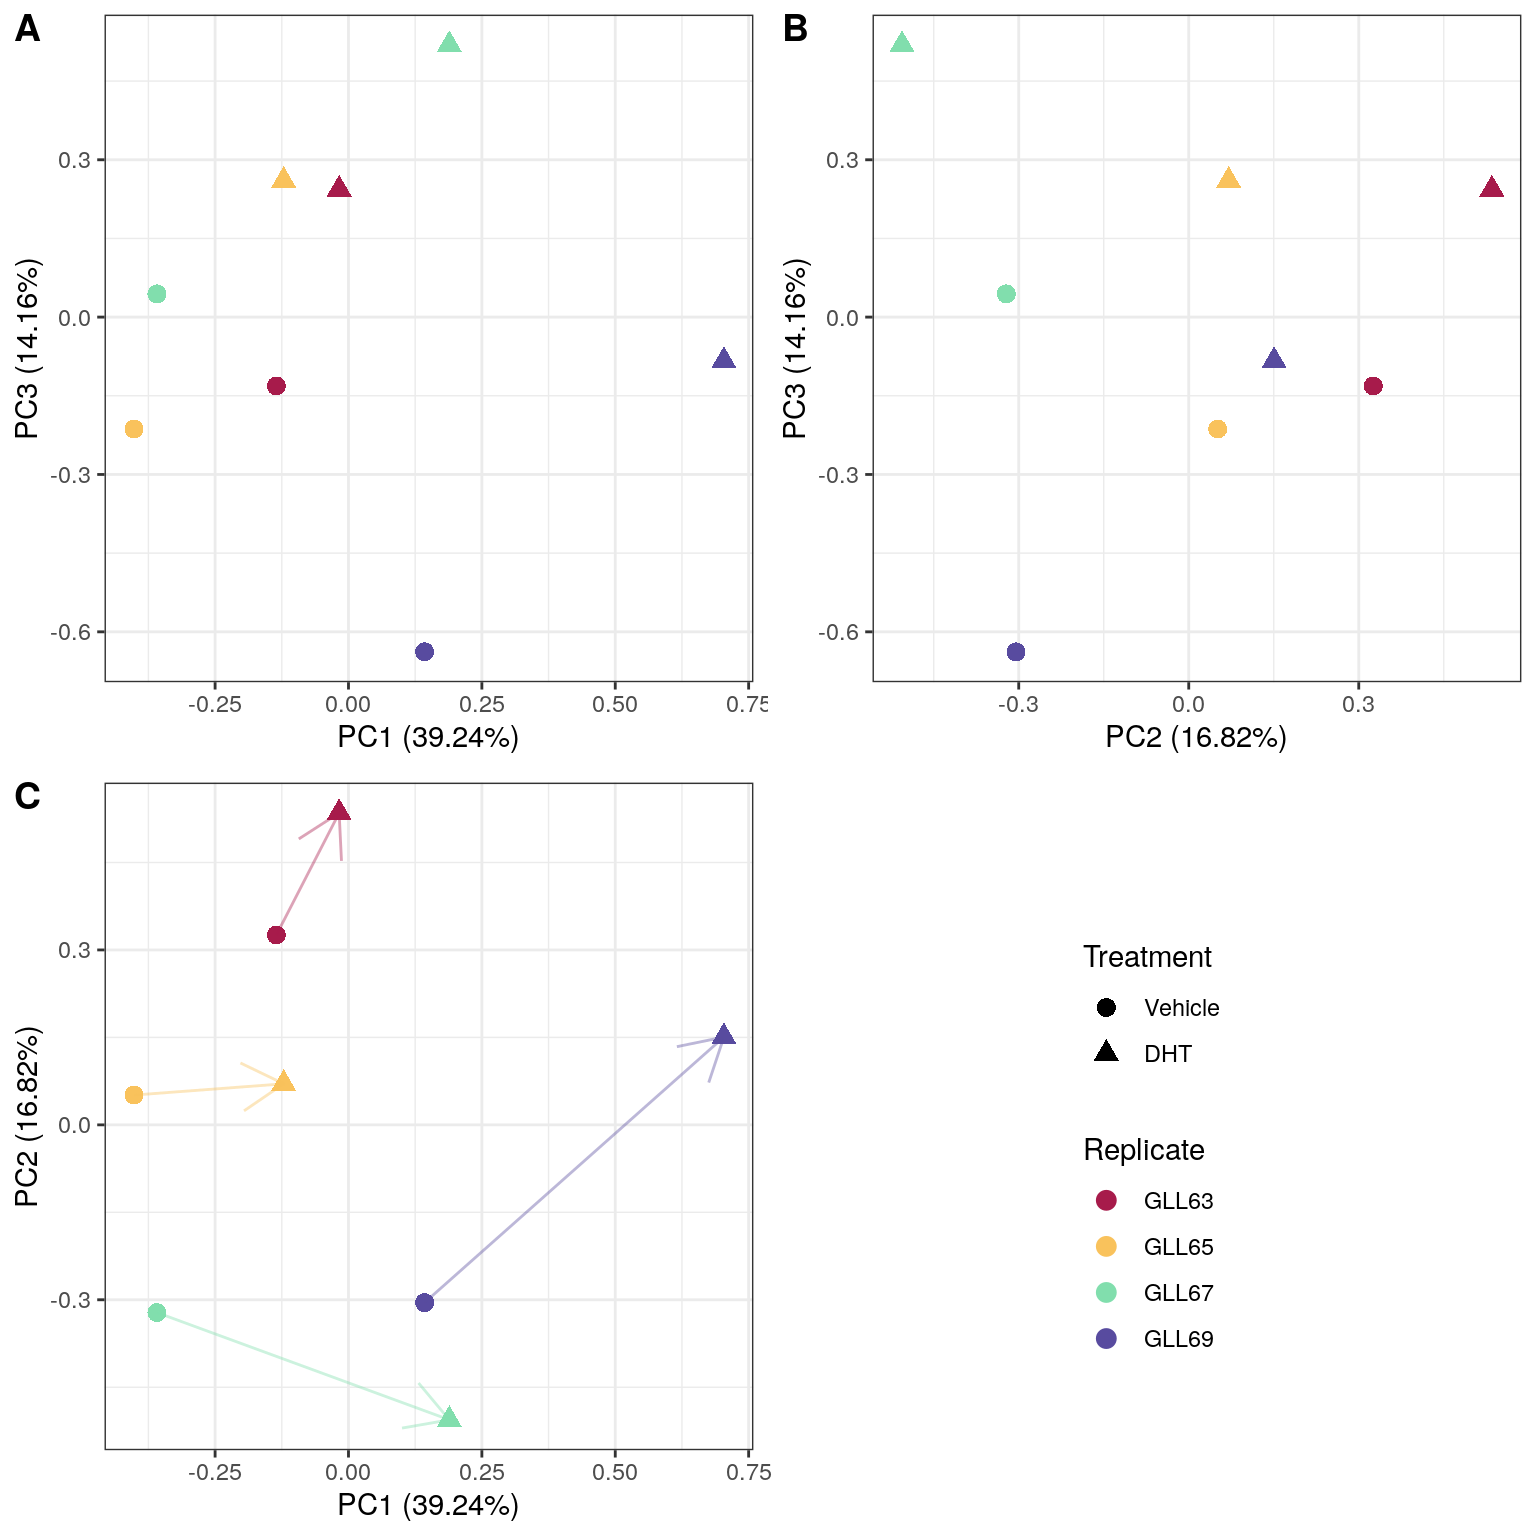 A
PC3 (14.16%)
0.3
0.0
-0.3
-0.6
-0.25
0.00
0.25
0.50
0.75
PC1 (39.24%)
B
PC3 (14.16%)
0.3
0.0
-0.3
-0.6
-0.3
0.0
0.3
PC2 (16.82%)
C
PC2 (16.82%)
0.3
0.0
-0.3
-0.25
0.00
0.25
0.50
0.75
PC1 (39.24%)
Treatment
Vehicle
DHT
Replicate
GLL63
GLL65
GLL67
GLL69